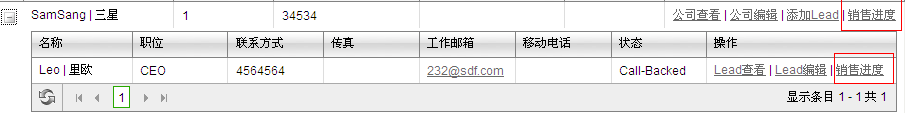 SamSang | 三星 1 34534 公司查看 | 公司编辑 | 添加Lead | 销售进度
名称 职位 联系方式 传真 工作邮箱 移动电话 状态 操作
Leo | 里欧 CEO 4564564 232@sdf.com Call-Backed Lead查看 | Lead编辑 | 销售进度
1 显示条目 1 - 1 共 1